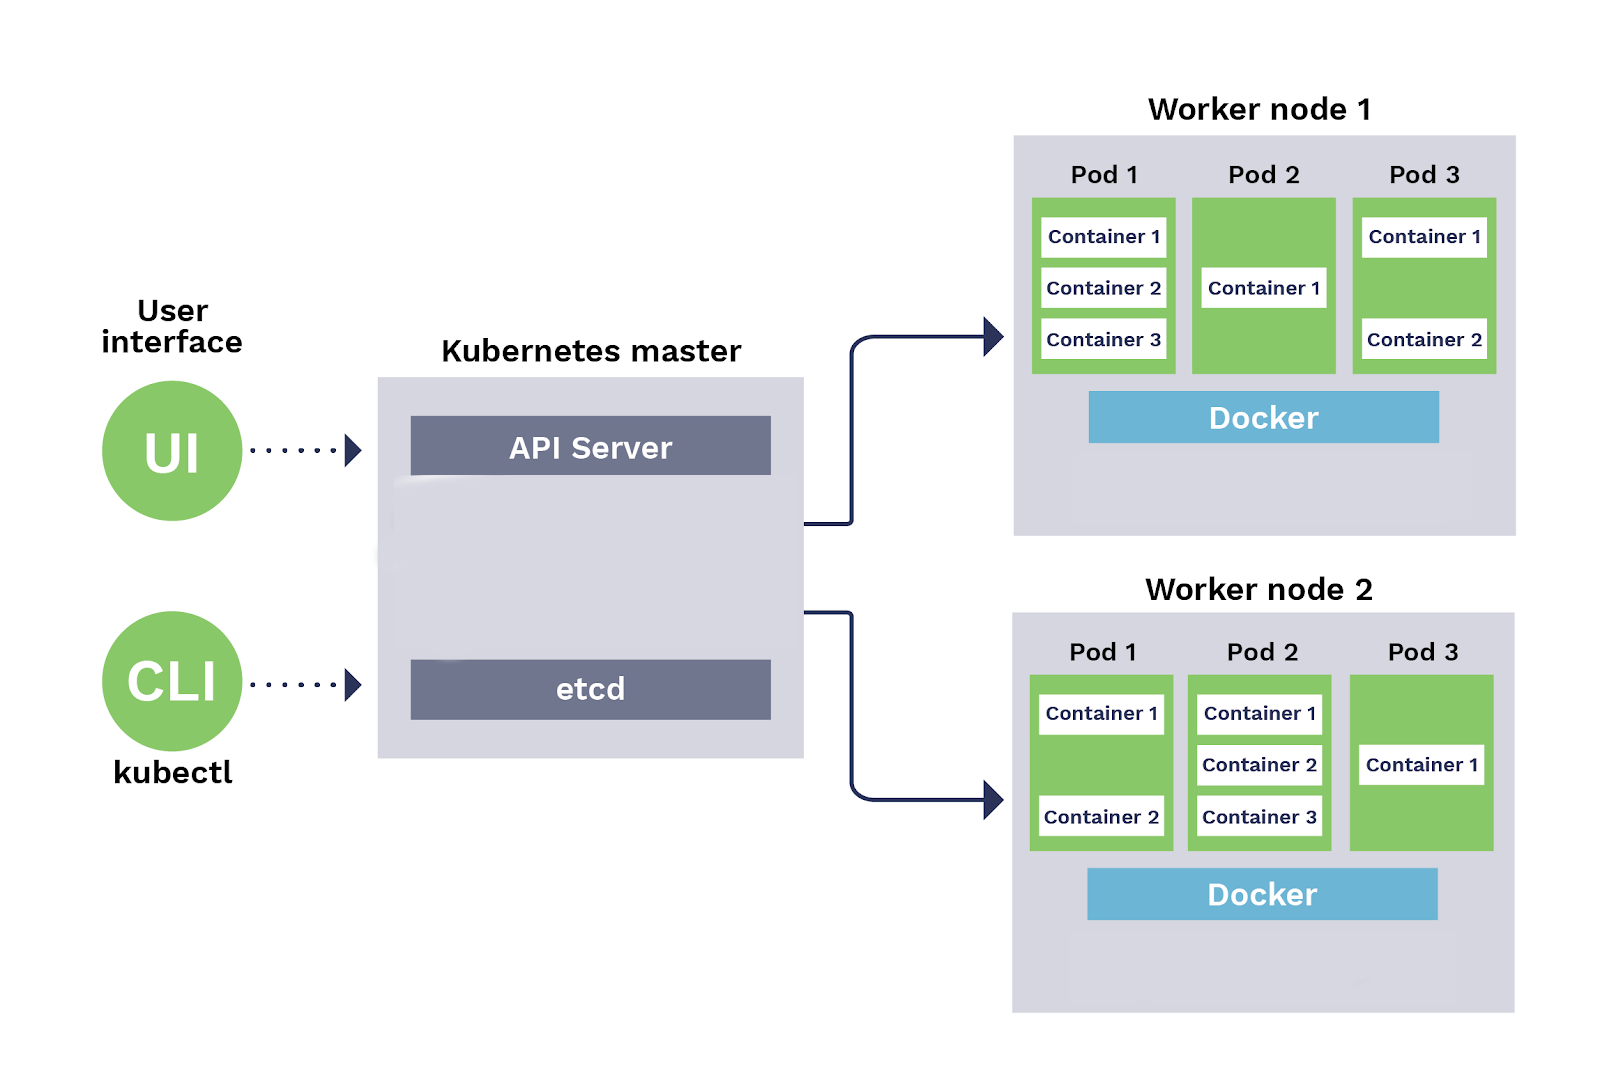 User
interface
UI
CLI
kubectl
Kubernetes master
API Server
etcd
Worker node 1
Pod 1
Container 1
Container 2
Container 3
Pod 2
Container 1
Pod 3
Container 1
Container 2
Docker
Worker node 2
Pod 1
Container 1
Container 2
Pod 2
Container 1
Container 2
Container 3
Pod 3
Container 1
Docker